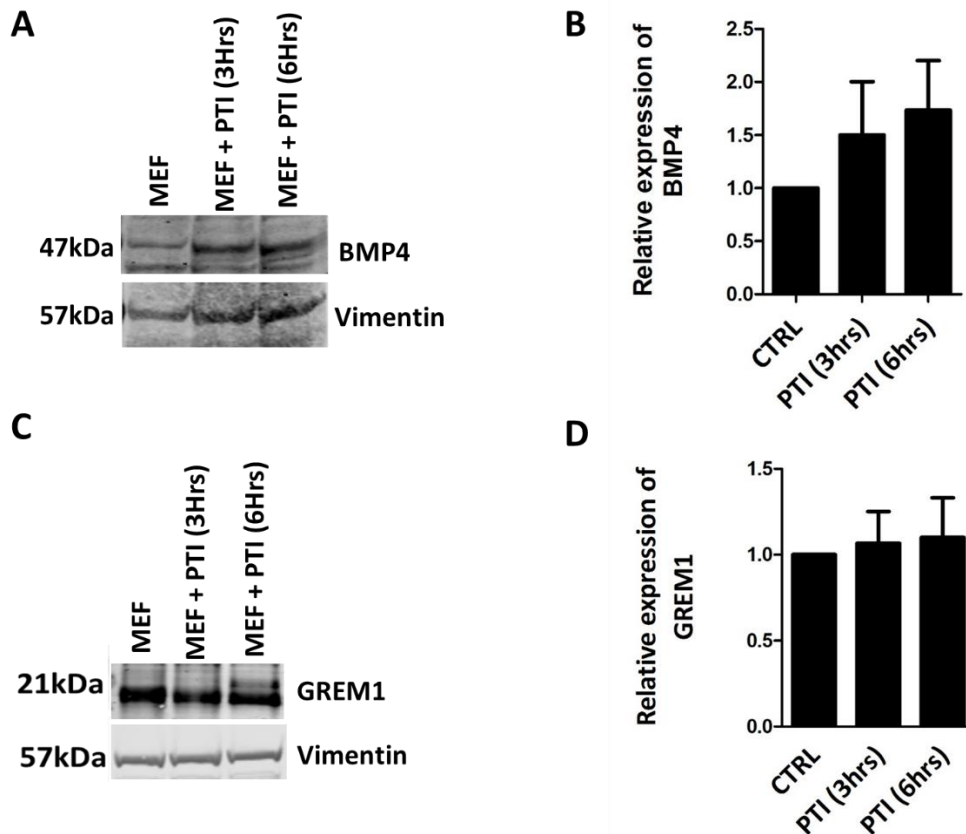 A
MEF
MEF + PTI (3Hrs)
MEF + PTI (6Hrs)
47kDa
BMP4
57kDa
Vimentin
B
Relative expression of
BMP4
2.5
2.0
1.5
1.0
0.5
0.0
CTRL
PTI (3hrs)
PTI (6hrs)
C
MEF
MEF + PTI (3Hrs)
MEF + PTI (6Hrs)
21kDa
GREM1
57kDa
Vimentin
D
Relative expression of
GREM1
1.5
1.0
0.5
0.0
CTRL
PTI (3hrs)
PTI (6hrs)